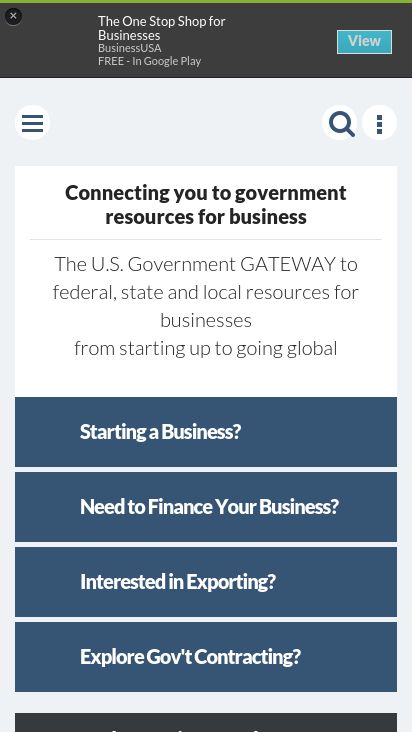 The One Stop Shop for
Businesses
BusinessUSA
FREE - In Google Play
View
Connecting you to government
resources for business
The U.S. Government GATEWAY to
federal, state and local resources for
businesses
from starting up to going global
Starting a Business?
Need to Finance Your Business?
Interested in Exporting?
Explore Gov't Contracting?